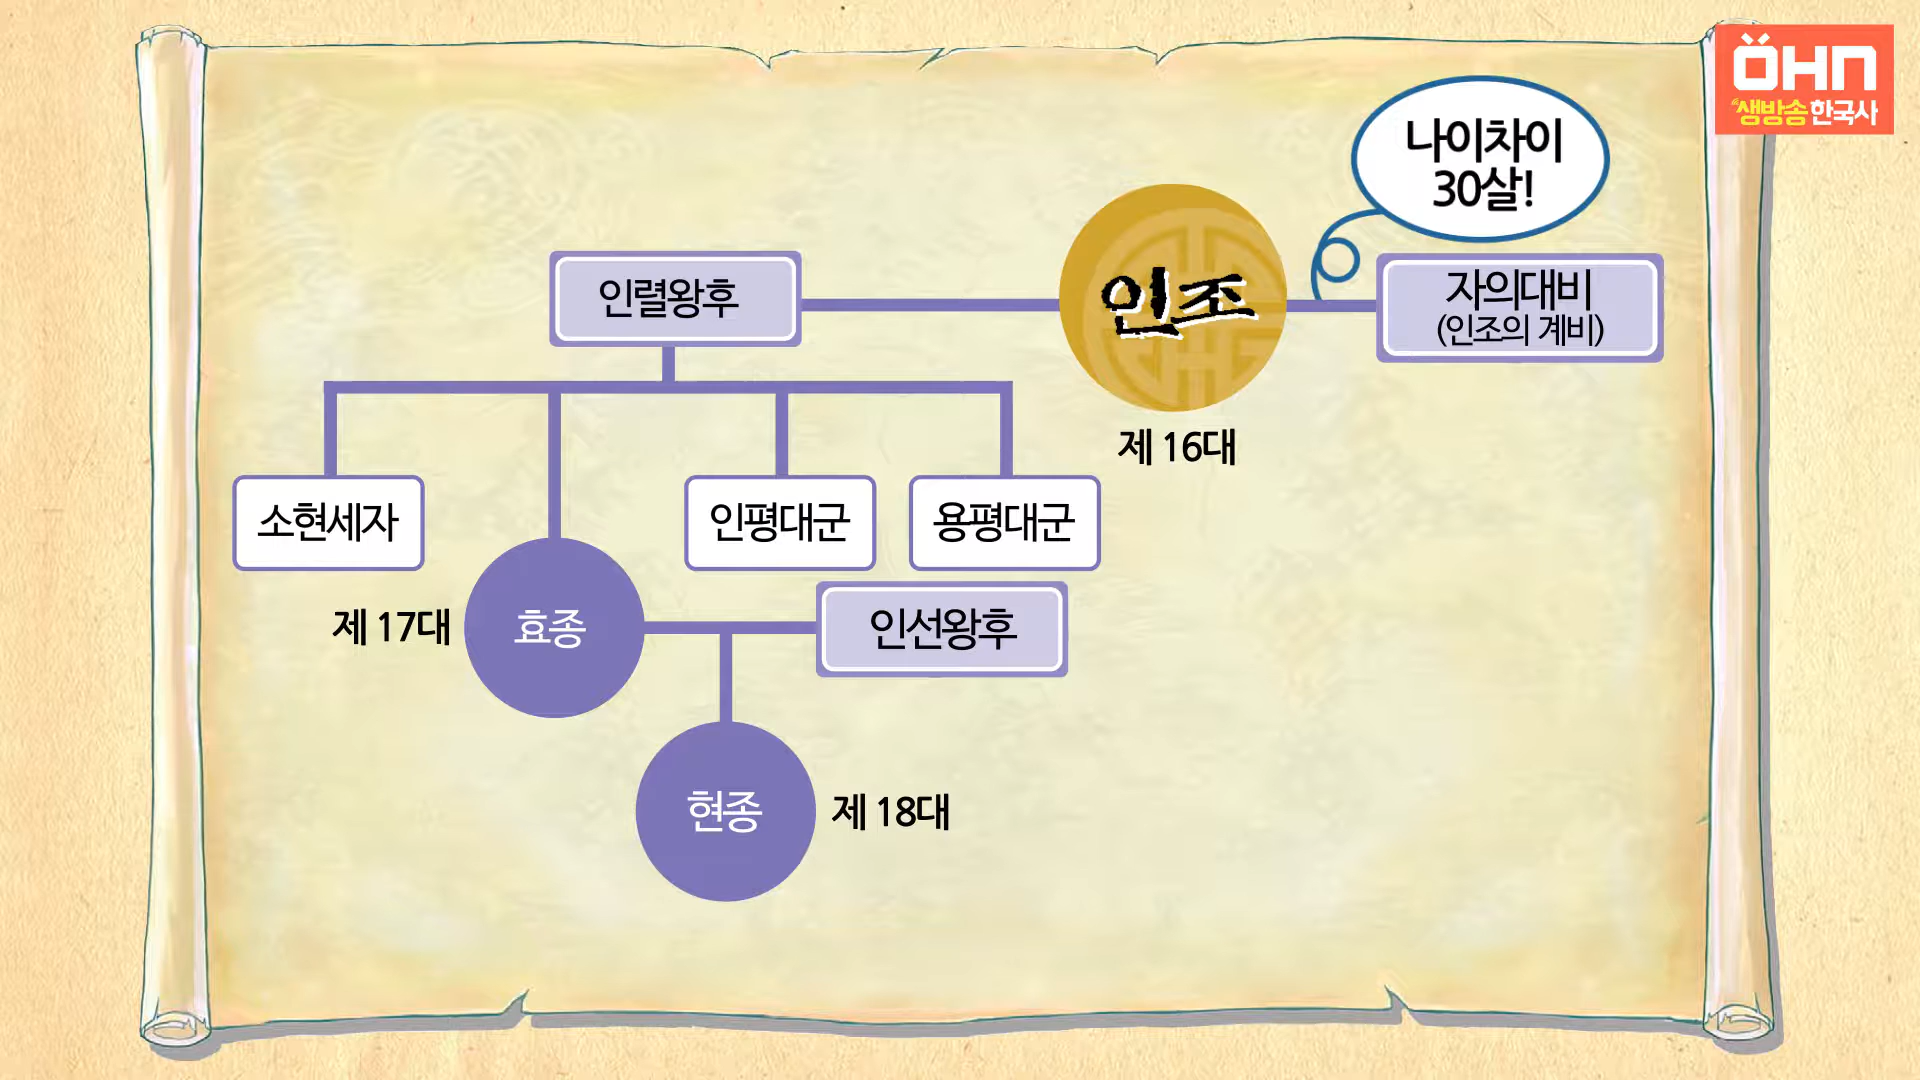 ÖHN
생방송한국사
나이차이
30살!
인렬왕후
인조
자의대비
(인조의 계비)
제 16대
소현세자
인평대군
용평대군
제 17대
효종
인선왕후
현종
제 18대